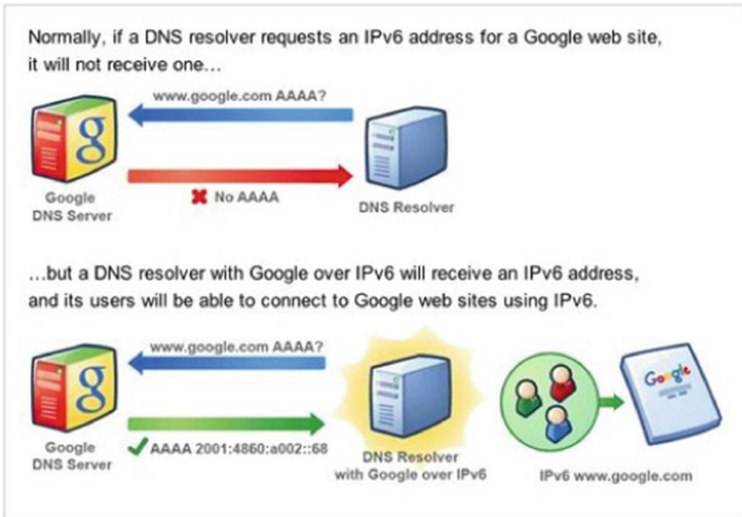 Normally, if a DNS resolver requests an IPv6 address for a Google web site,
it will not receive one...
www.google.com AAAA?
g
No AAAA
Google
DNS Server
DNS Resolver
...but a DNS resolver with Google over IPv6 will receive an IPv6 address,
and its users will be able to connect to Google web sites using IPv6.
www.google.com AAAA?
g
Google
AAAA 2001:4860:a002::68
Google
DNS Server
DNS Resolver
with Google over IPv6
IPv6 www.google.com